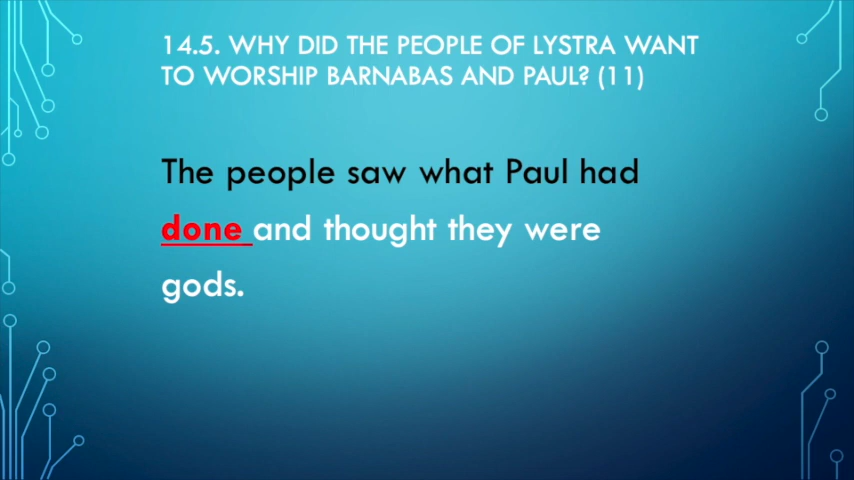 14.5. WHY DID THE PEOPLE OF LYSTRA WANT
TO WORSHIP BARNABAS AND PAUL? (11)
The people saw what Paul had
done and thought they were
gods.